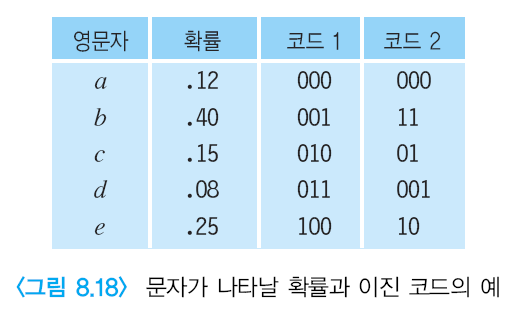 영문자 확률 코드 1 코드 2
a .12 000 000
b .40 001 11
c .15 010 01
d .08 011 001
e .25 100 10
<그림 8.18> 문자가 나타날 확률과 이진 코드의 예